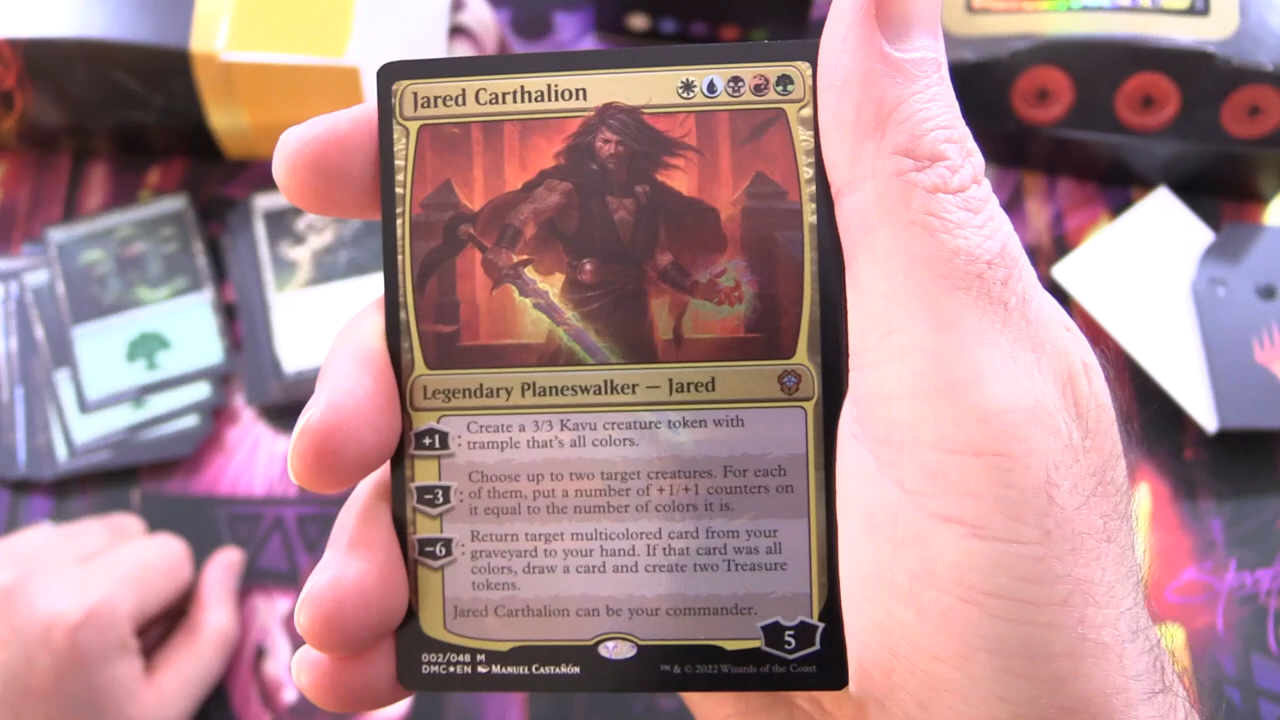 Jared Carthalion
Legendary Planeswalker — Jared
+1 : Create a 3/3 Kavu creature token with
trample that's all colors.
Choose up to two target creatures. For each
-3 : of them, put a number of +1/+1 counters on
it equal to the number of colors it is.
-6 : Return target multicolored card from your
graveyard to your hand. If that card was all
colors, draw a card and create two Treasure
tokens.
Jared Carthalion can be your commander.
5
002/048 M
DMC★EN Manuel Castañón
™ & © 2022 Wizards of the Coast